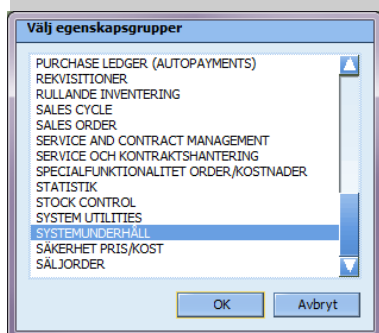 Välj egenskapsgrupper
PURCHASE LEDGER (AUTOPAYMENTS)
REKVISITIONER
RULLANDE INVENTERING
SALES CYCLE
SALES ORDER
SERVICE AND CONTRACT MANAGEMENT
SERVICE OCH KONTRAKTSHANTERING
SPECIALFUNKTIONALITET ORDER/KOSTNADER
STATISTIK
STOCK CONTROL
SYSTEM UTILITIES
SYSTEMUNDERHÅLL
SÄKERHET PRIS/KOST
SÄLJORDER
OK Avbryt